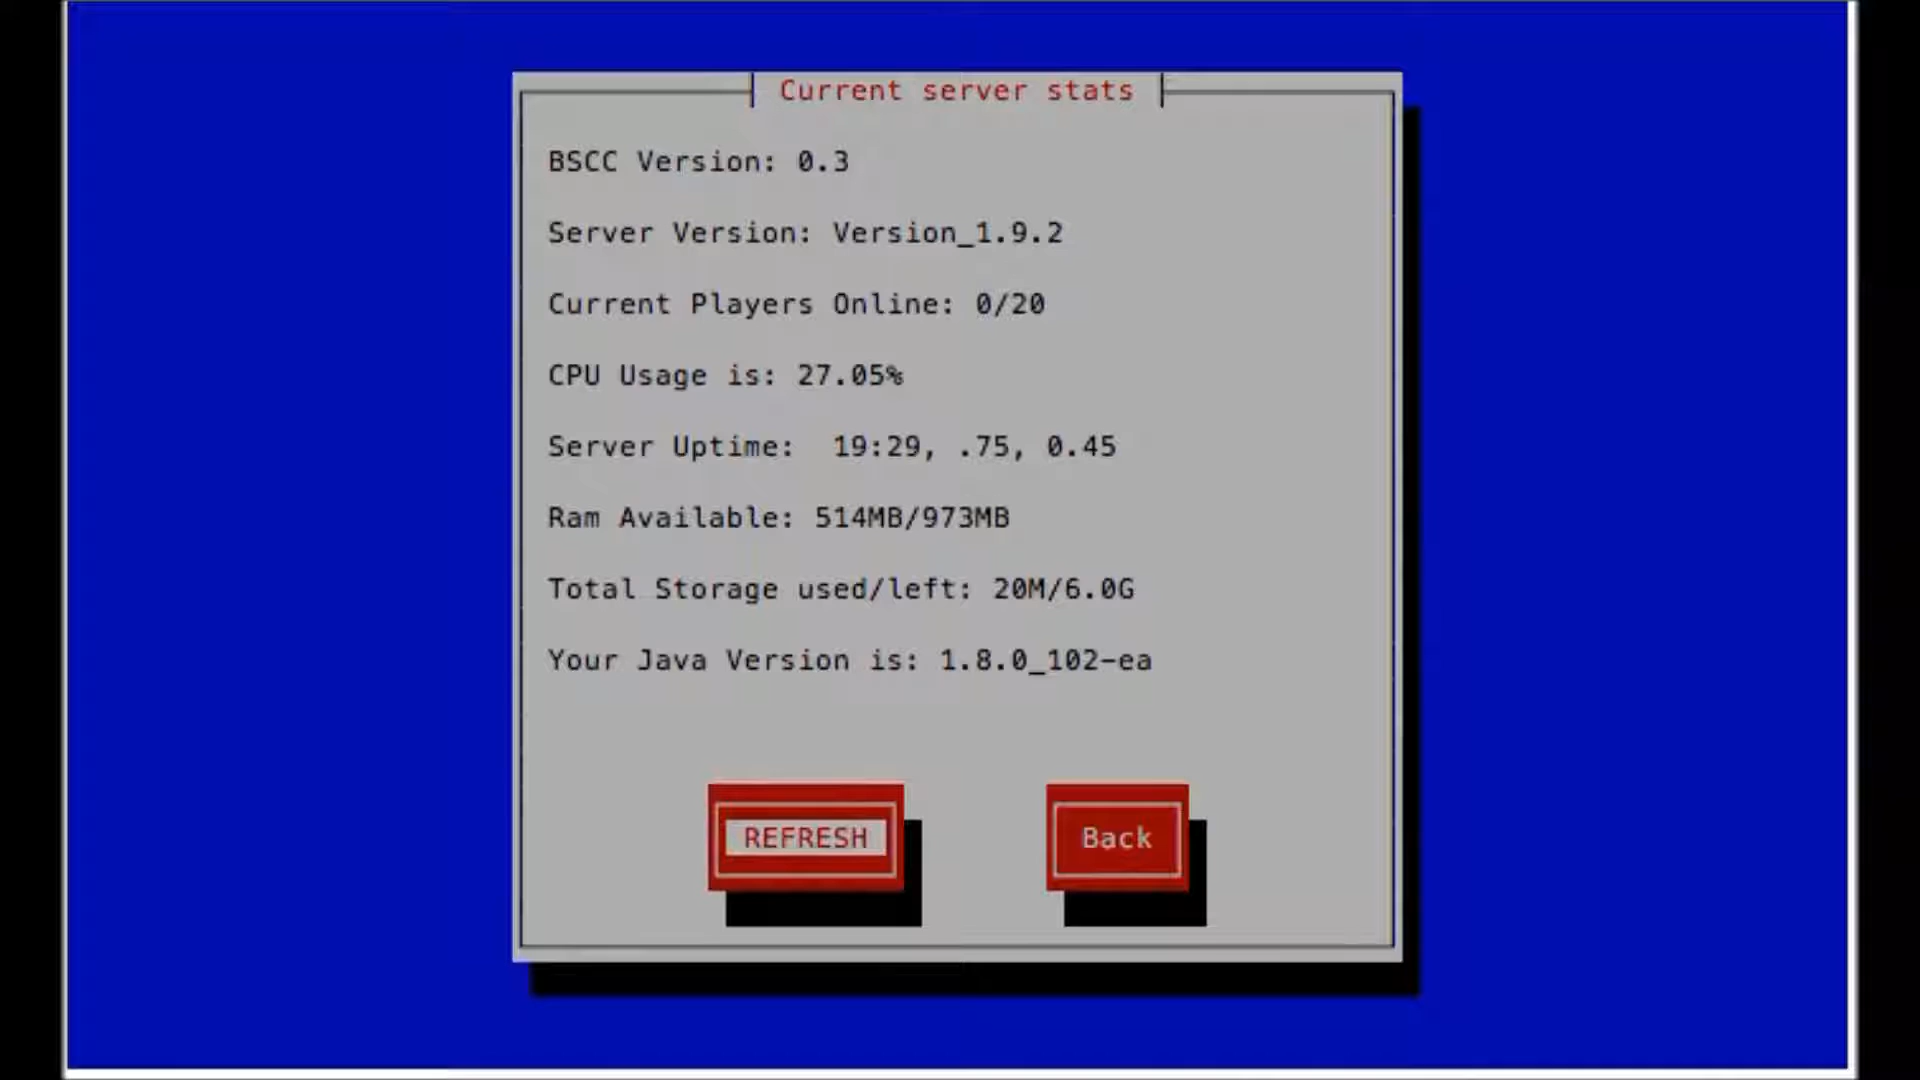 Current server stats
BSCC Version: 0.3
Server Version: Version_1.9.2
Current Players Online: 0/20
CPU Usage is: 27.05%
Server Uptime:  19:29, .75, 0.45
Ram Available: 514MB/973MB
Total Storage used/left: 20M/6.0G
Your Java Version is: 1.8.0_102-ea
REFRESH
Back